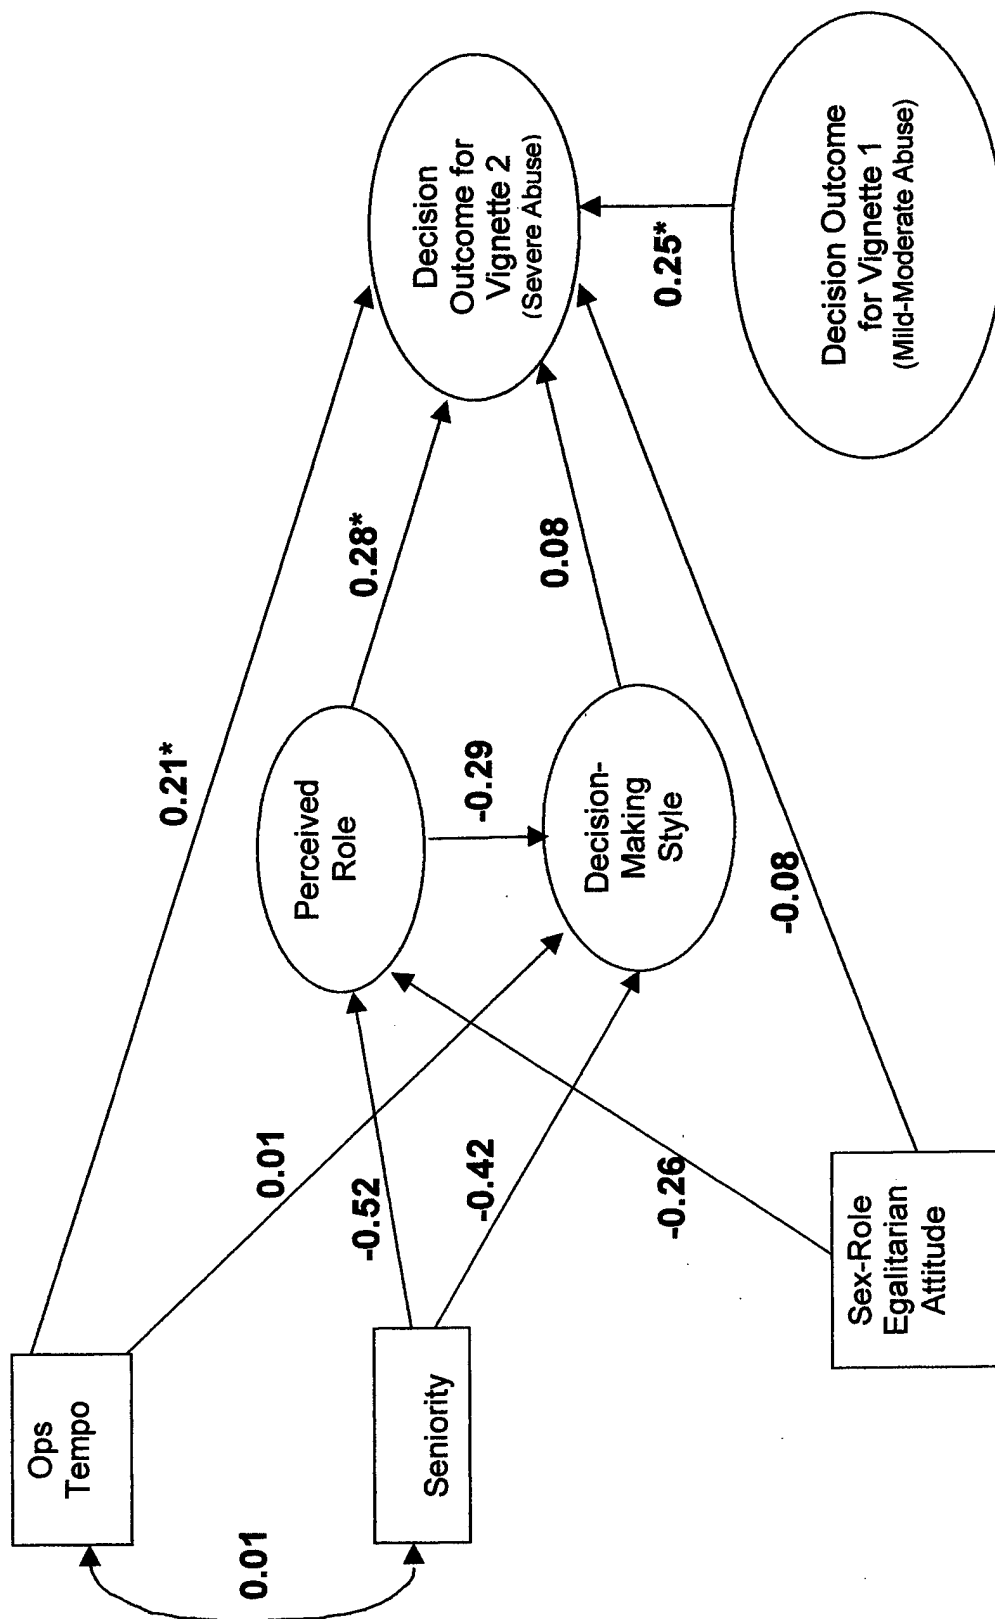 Ops
Tempo
Seniority
Sex-Role
Egalitarian
Attitude
0.01
0.21*
0.01
-0.52
-0.42
-0.26
Perceived
Role
-0.29
Decision-
Making
Style
0.28*
0.08
-0.08
Decision
Outcome for
Vignette 2
(Severe Abuse)
0.25*
Decision Outcome
for Vignette 1
(Mild-Moderate Abuse)